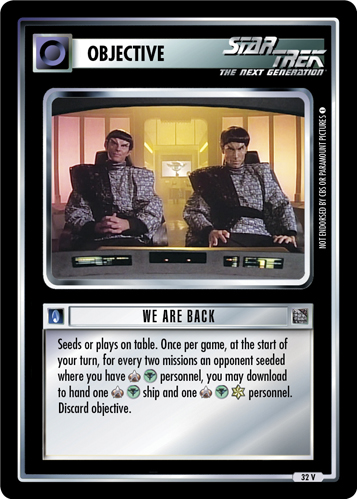 OBJECTIVE
STAR TREK
THE NEXT GENERATION
NOT ENDORSED BY CBS OR PARAMOUNT PICTURES
WE ARE BACK
Seeds or plays on table. Once per game, at the start of
your turn, for every two missions an opponent seeded
where you have personnel, you may download
to hand one ship and one personnel.
Discard objective.
32 V